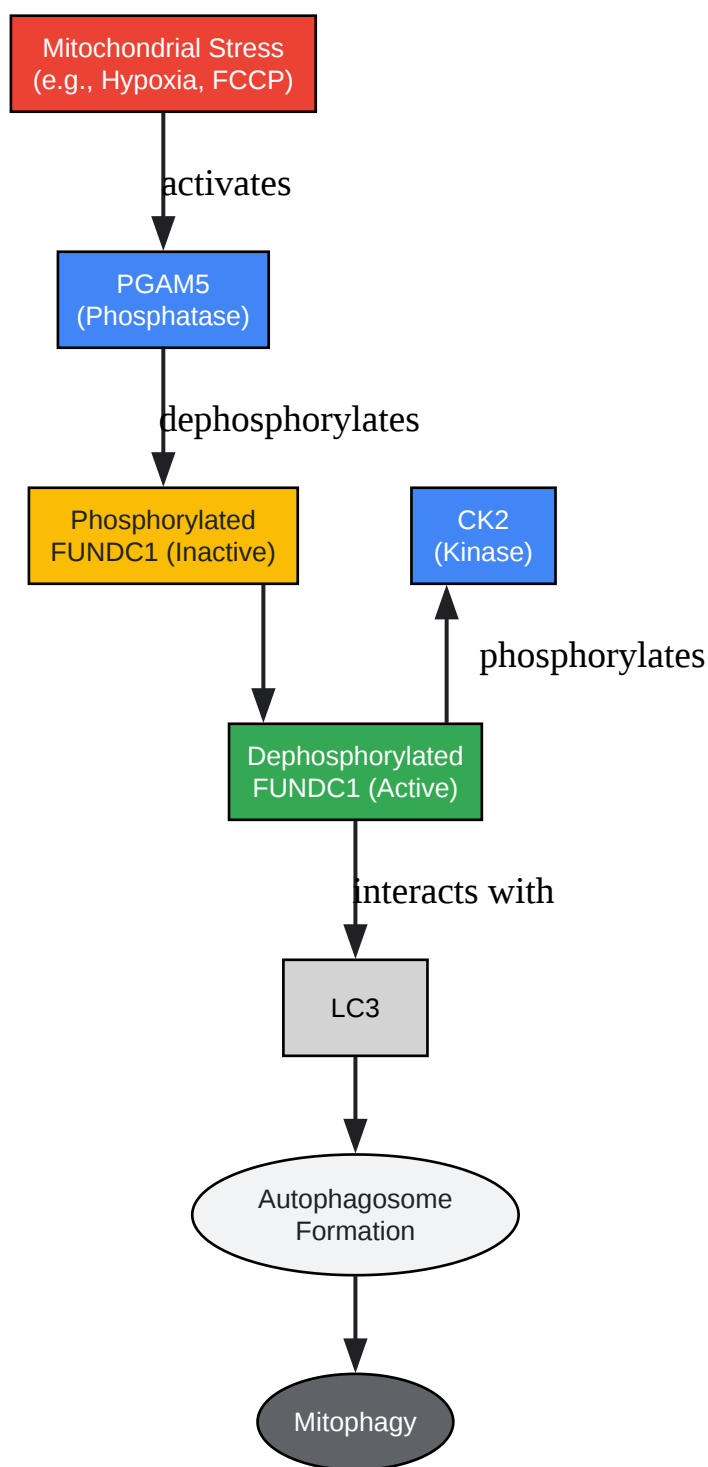 Mitochondrial Stress
(e.g., Hypoxia, FCCP)
activates
PGAM5
(Phosphatase)
dephosphorylates
Phosphorylated
FUNDC1 (Inactive)
CK2
(Kinase)
phosphorylates
Dephosphorylated
FUNDC1 (Active)
interacts with
LC3
Autophagosome
Formation
Mitophagy